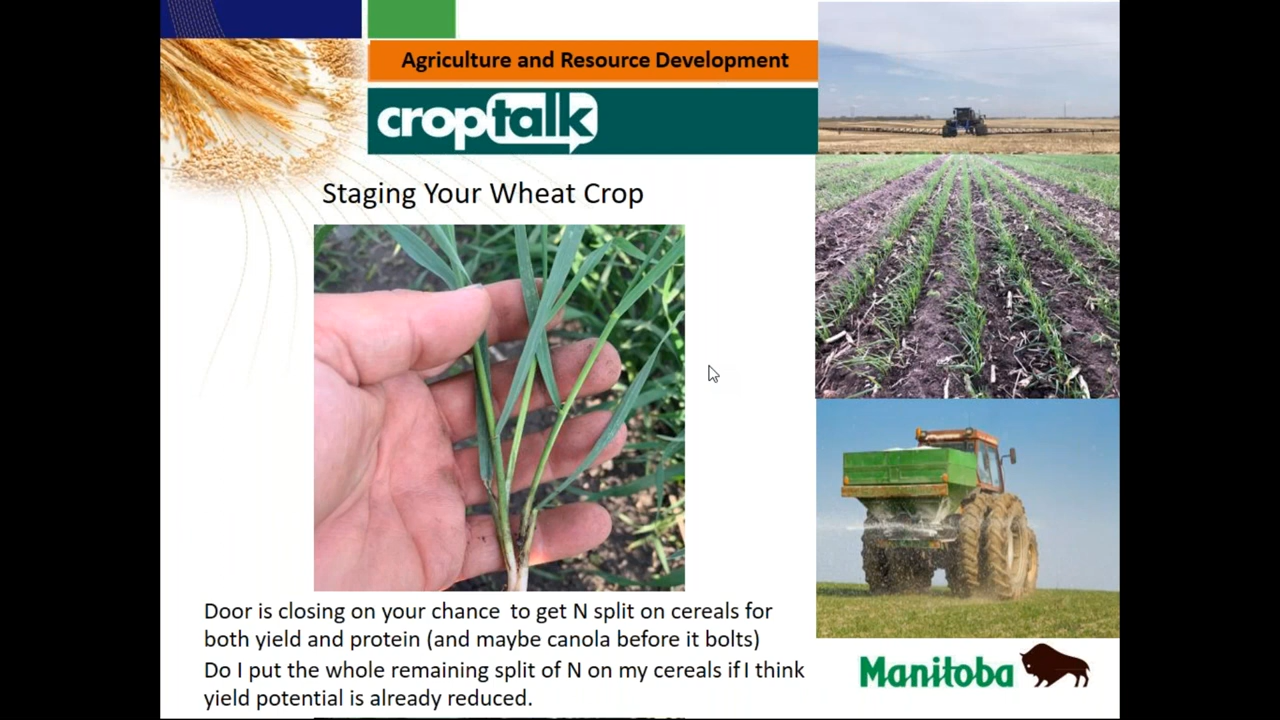 Agriculture and Resource Development
croptalk
Staging Your Wheat Crop
Door is closing on your chance to get N split on cereals for
both yield and protein (and maybe canola before it bolts)
Do I put the whole remaining split of N on my cereals if I think
yield potential is already reduced.
Manitoba